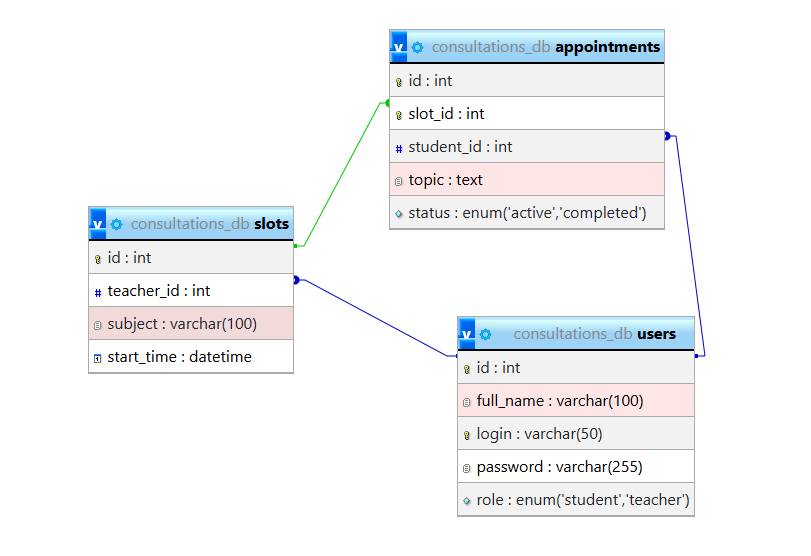 v consultations_db appointments
id : int
slot_id : int
# student_id : int
topic : text
status : enum('active','completed')
v consultations_db slots
id : int
# teacher_id : int
subject : varchar(100)
start_time : datetime
v consultations_db users
id : int
full_name : varchar(100)
login : varchar(50)
password : varchar(255)
role : enum('student','teacher')